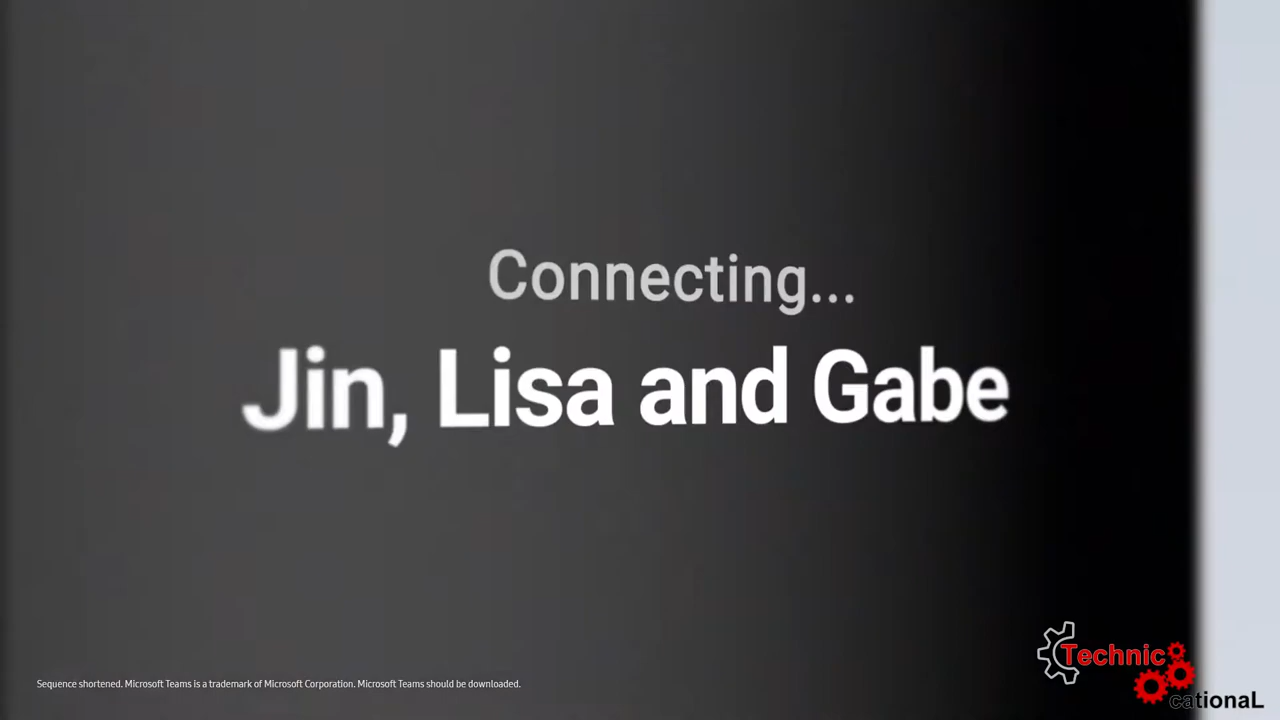 Connecting...
Jin, Lisa and Gabe
Sequence shortened. Microsoft Teams is a trademark of Microsoft Corporation. Microsoft Teams should be downloaded.
Technic
cationaL